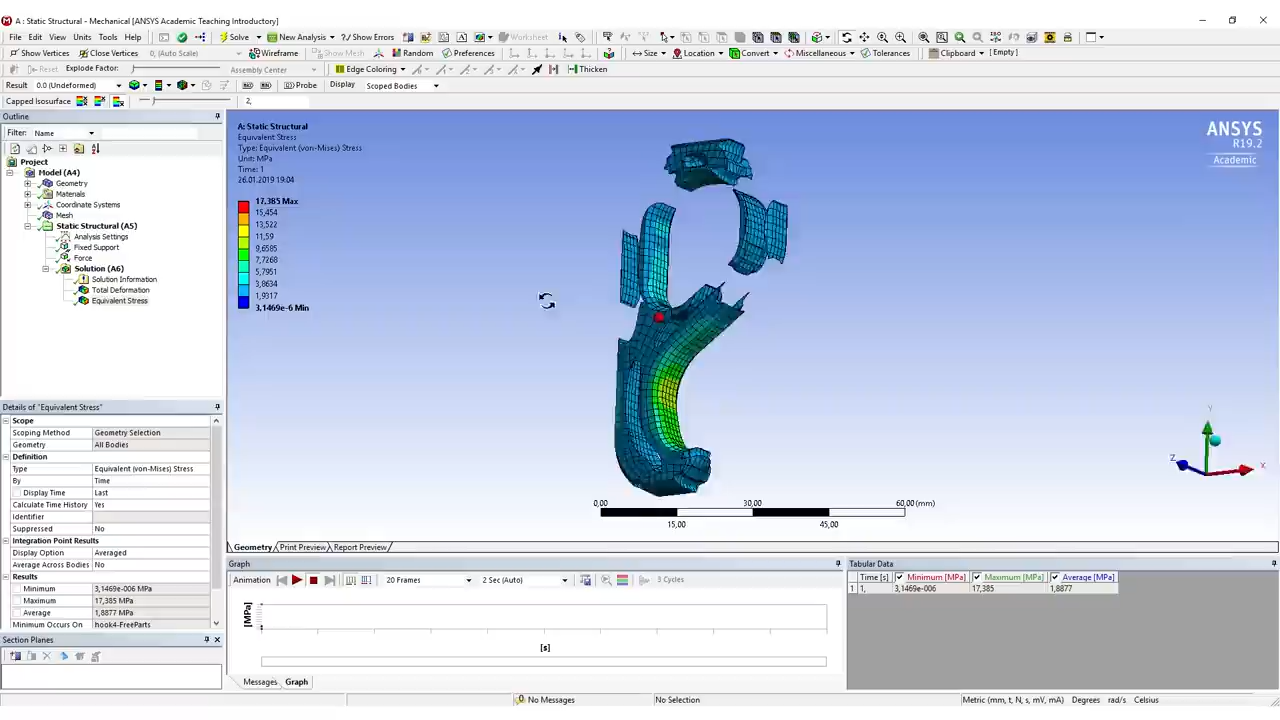 A : Static Structural - Mechanical [ANSYS Academic Teaching Introductory]
File Edit View Units Tools Help Solve New Analysis Show Errors Worksheet
Show Vertices Close Vertices 0, (Auto Scale) Wireframe Show Mesh Random Preferences Size Location Convert Miscellaneous Tolerances Clipboard [ Empty ]
Reset Explode Factor: Assembly Center Edge Coloring Thicken
Result 0.0 (Undeformed) Probe Display Scoped Bodies
Capped Isosurface 2,
Outline
Filter: Name
Project
Model (A4)
Geometry
Materials
Coordinate Systems
Mesh
Static Structural (A5)
Analysis Settings
Fixed Support
Force
Solution (A6)
Solution Information
Total Deformation
Equivalent Stress
Details of "Equivalent Stress"
Scope
Scoping Method Geometry Selection
Geometry All Bodies
Definition
Type Equivalent (von-Mises) Stress
By Time
Display Time Last
Calculate Time History Yes
Identifier
Suppressed No
Integration Point Results
Display Option Averaged
Average Across Bodies No
Results
Minimum 3,1469e-006 MPa
Maximum 17,385 MPa
Average 1,8877 MPa
Minimum Occurs On hook4-FreeParts
Section Planes
A: Static Structural
Equivalent Stress
Type: Equivalent (von-Mises) Stress
Unit: MPa
Time: 1
26.01.2019 19:04
17,385 Max
15,454
13,522
11,59
9,6585
7,7268
5,7951
3,8634
1,9317
3,1469e-6 Min
ANSYS
R19.2
Academic
Y
Z
X
0,00 30,00 60,00 (mm)
15,00 45,00
Geometry Print Preview Report Preview
Graph
Animation 20 Frames 2 Sec (Auto) 3 Cycles
[MPa]
[s]
Messages Graph
Tabular Data
Time [s] Minimum [MPa] Maximum [MPa] Average [MPa]
1 1, 3,1469e-006 17,385 1,8877
No Messages No Selection Metric (mm, t, N, s, mV, mA) Degrees rad/s Celsius